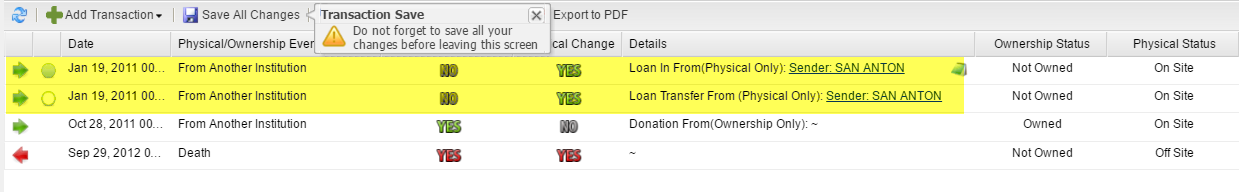 Add Transaction Save All Changes Transaction Save Export to PDF
Do not forget to save all your
changes before leaving this screen
Date Physical/Ownership Even cal Change Details Ownership Status Physical Status
Jan 19, 2011 00... From Another Institution NO YES Loan In From(Physical Only): Sender: SAN ANTON Not Owned On Site
Jan 19, 2011 00... From Another Institution NO YES Loan Transfer From (Physical Only): Sender: SAN ANTON Not Owned On Site
Oct 28, 2011 00... From Another Institution YES NO Donation From(Ownership Only): ~ Owned On Site
Sep 29, 2012 0... Death YES YES ~ Not Owned Off Site